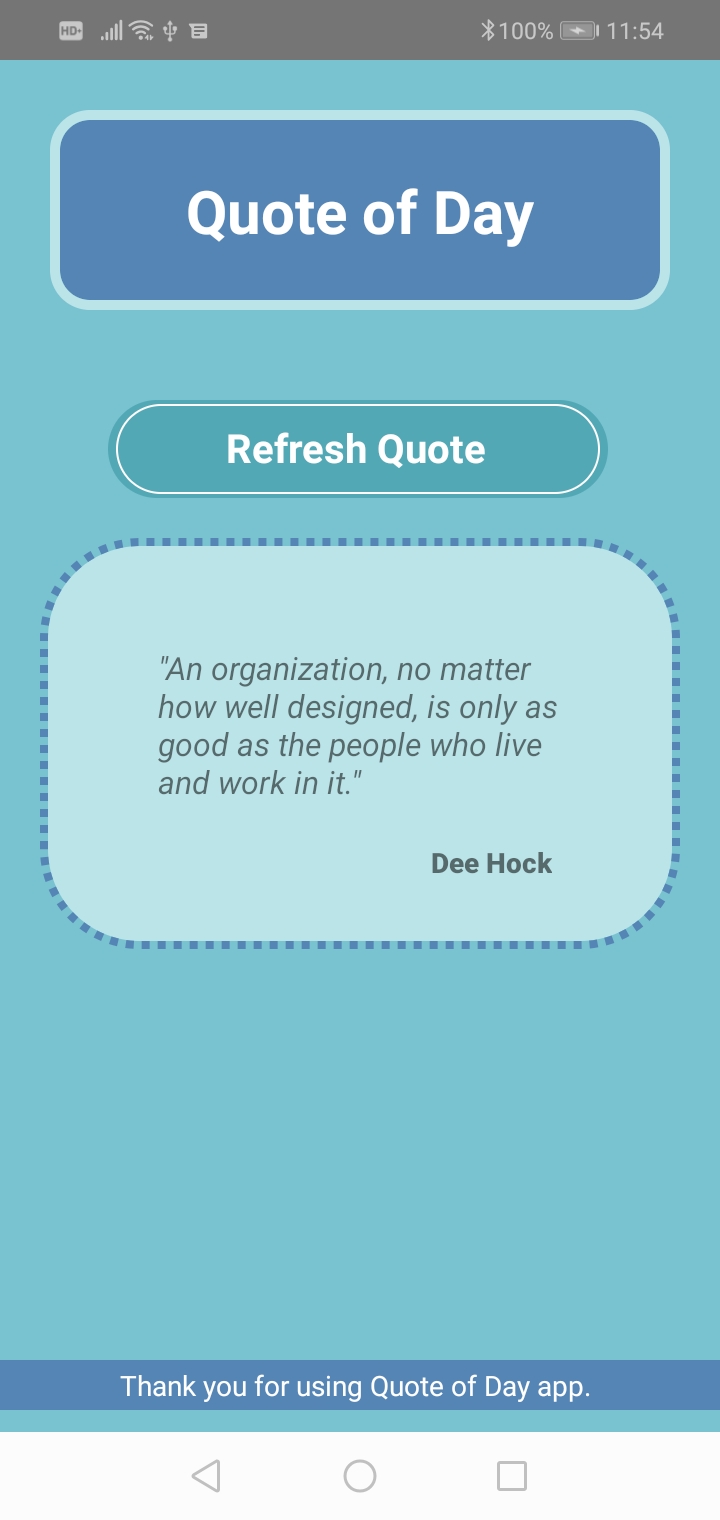 HD+ 100% 11:54
Quote of Day
Refresh Quote
"An organization, no matter
how well designed, is only as
good as the people who live
and work in it."
Dee Hock
Thank you for using Quote of Day app.